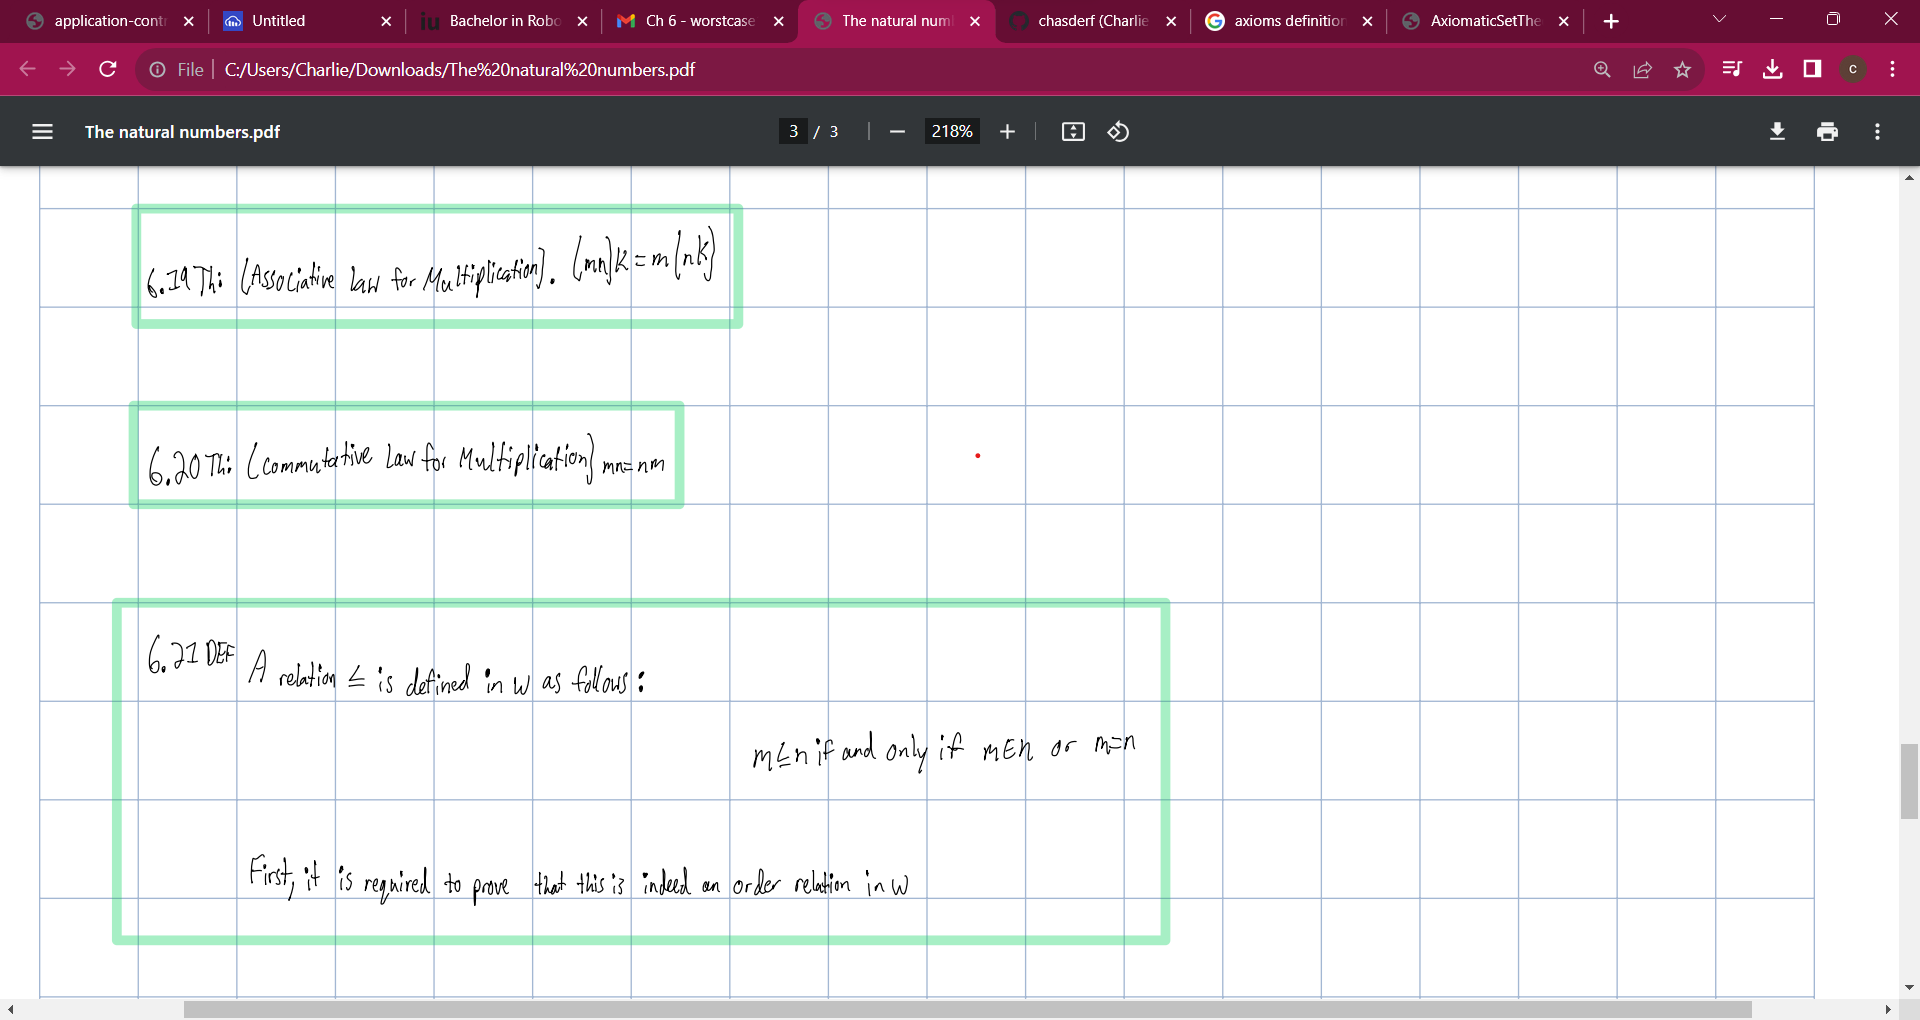 application-cont
Untitled
Bachelor in Robo
Ch 6 - worstcase
The natural num
chasderf (Charlie
axioms definition
AxiomaticSetThe
File
C:/Users/Charlie/Downloads/The%20natural%20numbers.pdf
c
The natural numbers.pdf
3 / 3
218%
6.19 Th: (Associative law for Multiplication). (mn)k = m(nk)
6.20 Th: (Commutative Law for Multiplication) mn = nm
6.21 DEF A relation ≤ is defined in w as follows:
m ≤ n if and only if m ∈ n or m = n
First, it is required to prove that this is indeed an order relation in w